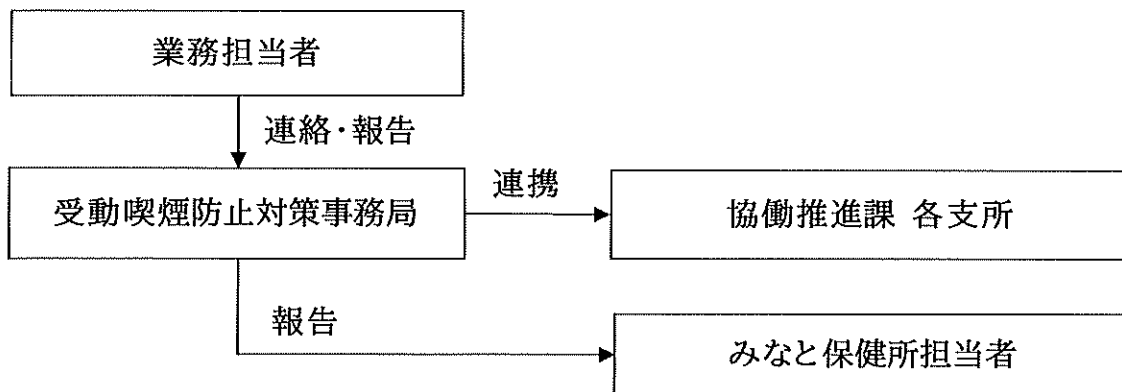 業務担当者
連絡・報告
受動喫煙防止対策事務局
連携
協働推進課 各支所
報告
みなと保健所担当者